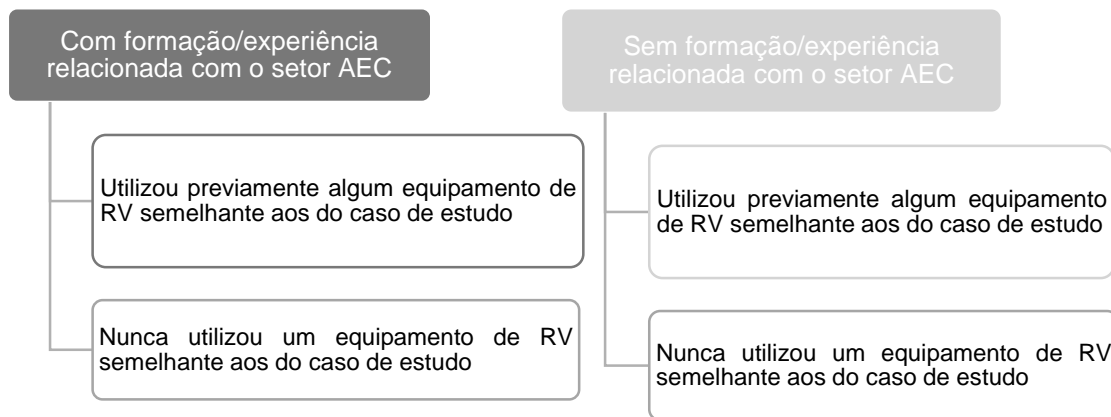 Com formação/experiência
relacionada com o setor AEC
Utilizou previamente algum equipamento de
RV semelhante aos do caso de estudo
Nunca utilizou um equipamento de RV
semelhante aos do caso de estudo
Sem formação/experiência
relacionada com o setor AEC
Utilizou previamente algum equipamento
de RV semelhante aos do caso de estudo
Nunca utilizou um equipamento de RV
semelhante aos do caso de estudo